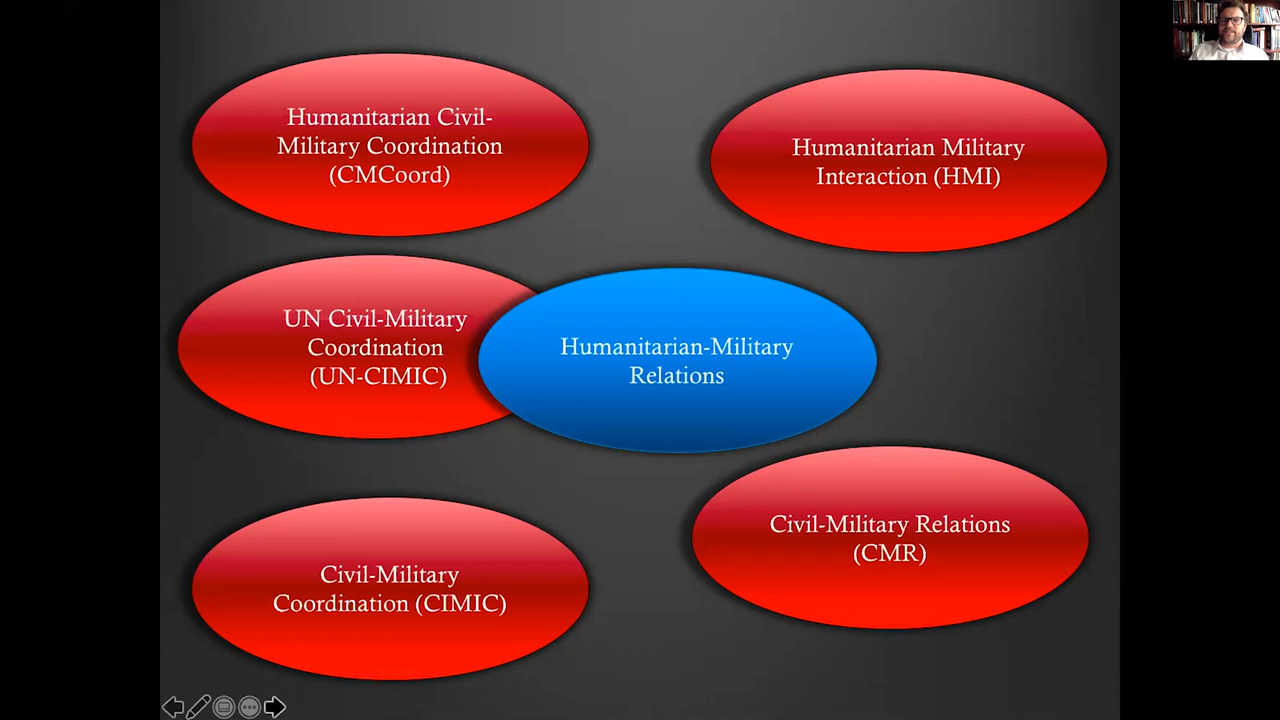 Humanitarian Civil-
Military Coordination
(CMCoord)
Humanitarian Military
Interaction (HMI)
UN Civil-Military
Coordination
(UN-CIMIC)
Humanitarian-Military
Relations
Civil-Military Relations
(CMR)
Civil-Military
Coordination (CIMIC)